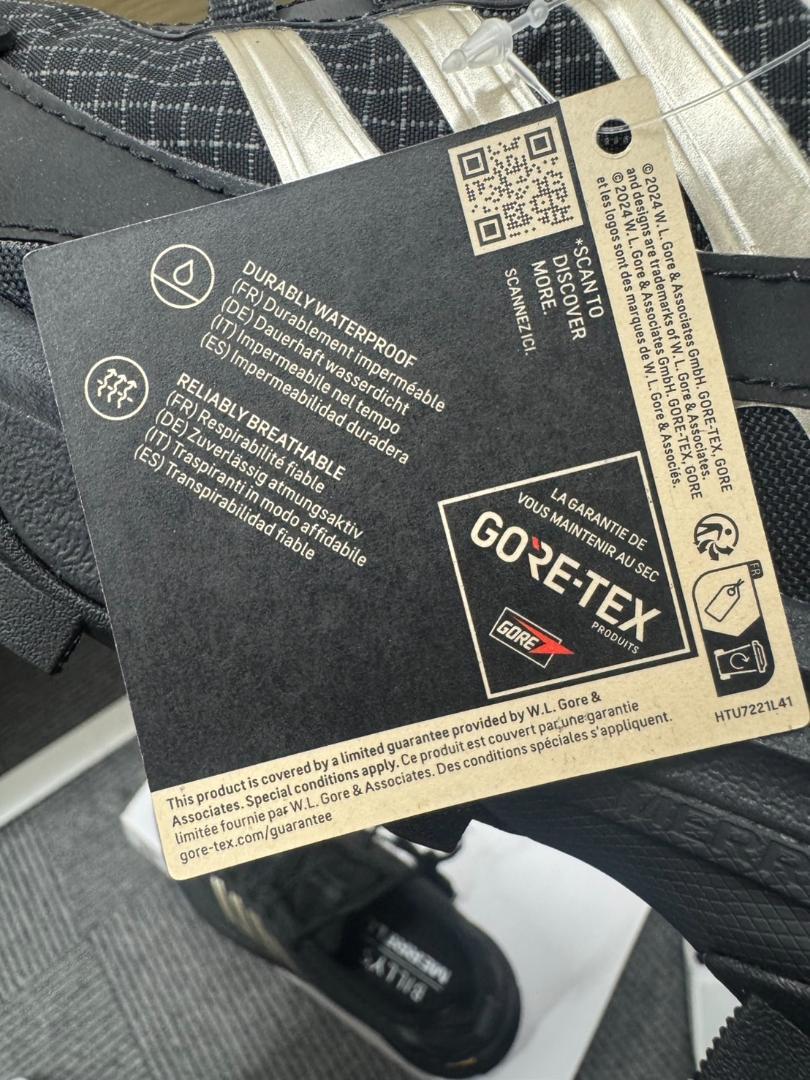 *SCAN TO
DISCOVER
MORE.
SCANNEZ ICI.
© 2024 W. L. Gore & Associates GmbH. GORE-TEX, GORE
and designs are trademarks of W. L. Gore & Associates.
© 2024 W. L. Gore & Associates GmbH. GORE-TEX, GORE
et les logos sont des marques de W. L. Gore & Associés.
DURABLY WATERPROOF
(FR) Durablement imperméable
(DE) Dauerhaft wasserdicht
(IT) Impermeabile nel tempo
(ES) Impermeabilidad duradera
RELIABLY BREATHABLE
(FR) Respirabilité fiable
(DE) Zuverlässig atmungsaktiv
(IT) Traspiranti in modo affidabile
(ES) Transpirabilidad fiable
LA GARANTIE DE
VOUS MAINTENIR AU SEC
GORE-TEX
PRODUITS
GORE
FR
HTU7221L41
This product is covered by a limited guarantee provided by W. L. Gore &
Associates. Special conditions apply. Ce produit est couvert par une garantie
limitée fournie par W. L. Gore & Associates. Des conditions spéciales s'appliquent.
gore-tex.com/guarantee
BILLY